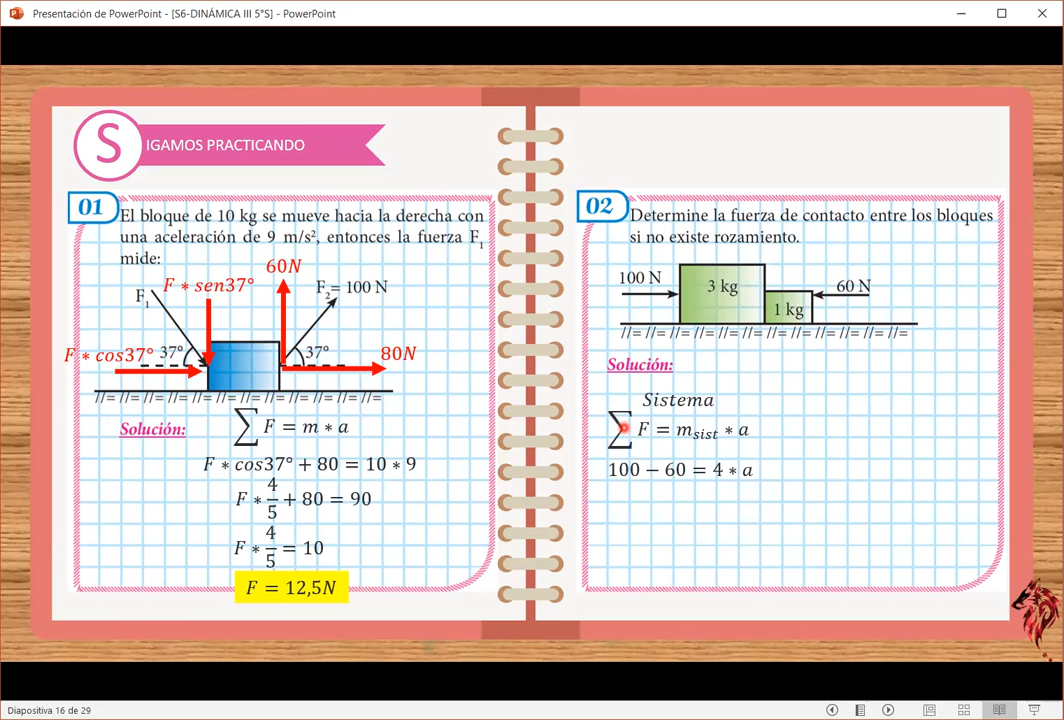 Presentación de PowerPoint - [S6-DINÁMICA III 5°S] - PowerPoint
S IGAMOS PRACTICANDO
01
El bloque de 10 kg se mueve hacia la derecha con
una aceleración de 9 m/s², entonces la fuerza F₁
mide:
60N
F * sen37°
F₁
F₂ = 100 N
F * cos37°
37°
37°
80N
//= //= //= //= //= //= //= //= //= //= //=
Solución:
∑ F = m * a
F * cos37° + 80 = 10 * 9
F * 4/5 + 80 = 90
F * 4/5 = 10
F = 12,5N
02
Determine la fuerza de contacto entre los bloques
si no existe rozamiento.
100 N
3 kg
60 N
1 kg
//= //= //= //= //= //= //= //= //= //= //=
Solución:
Sistema
∑ F = m_sist * a
100 − 60 = 4 * a
Diapositiva 16 de 29